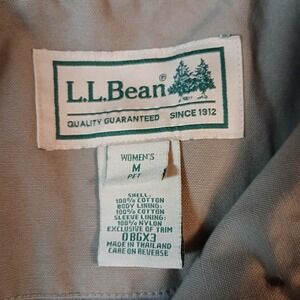 L.L.Bean®
QUALITY GUARANTEED SINCE 1912
WOMEN'S
M
PET
SHELL:
100% COTTON
BODY LINING:
100% COTTON
SLEEVE LINING:
100% NYLON
EXCLUSIVE OF TRIM
0BGX3
MADE IN THAILAND
CARE ON REVERSE